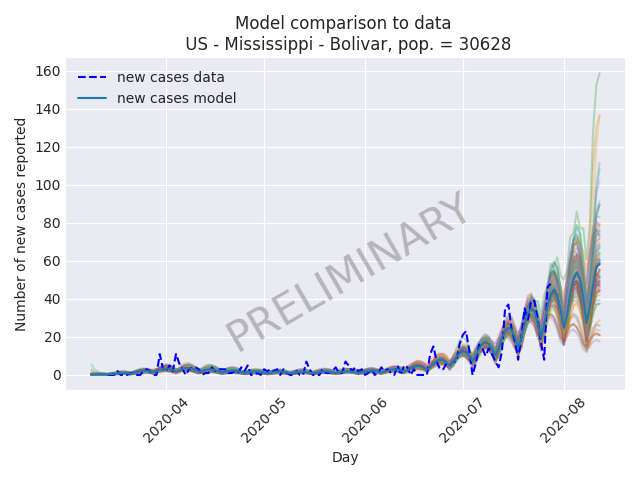 Model comparison to data
US - Mississippi - Bolivar, pop. = 30628
new cases data
new cases model
PRELIMINARY
Number of new cases reported
160
140
120
100
80
60
40
20
0
2020-04
2020-05
2020-06
2020-07
2020-08
Day